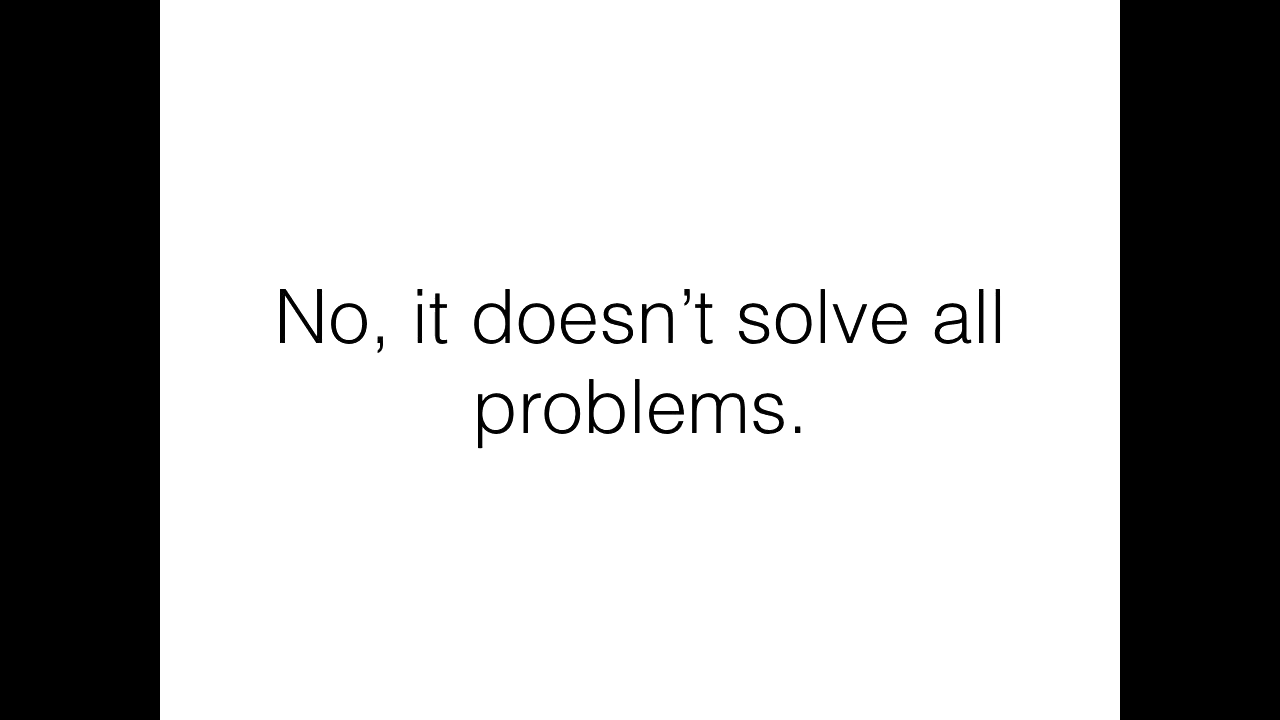 No, it doesn’t solve all
problems.